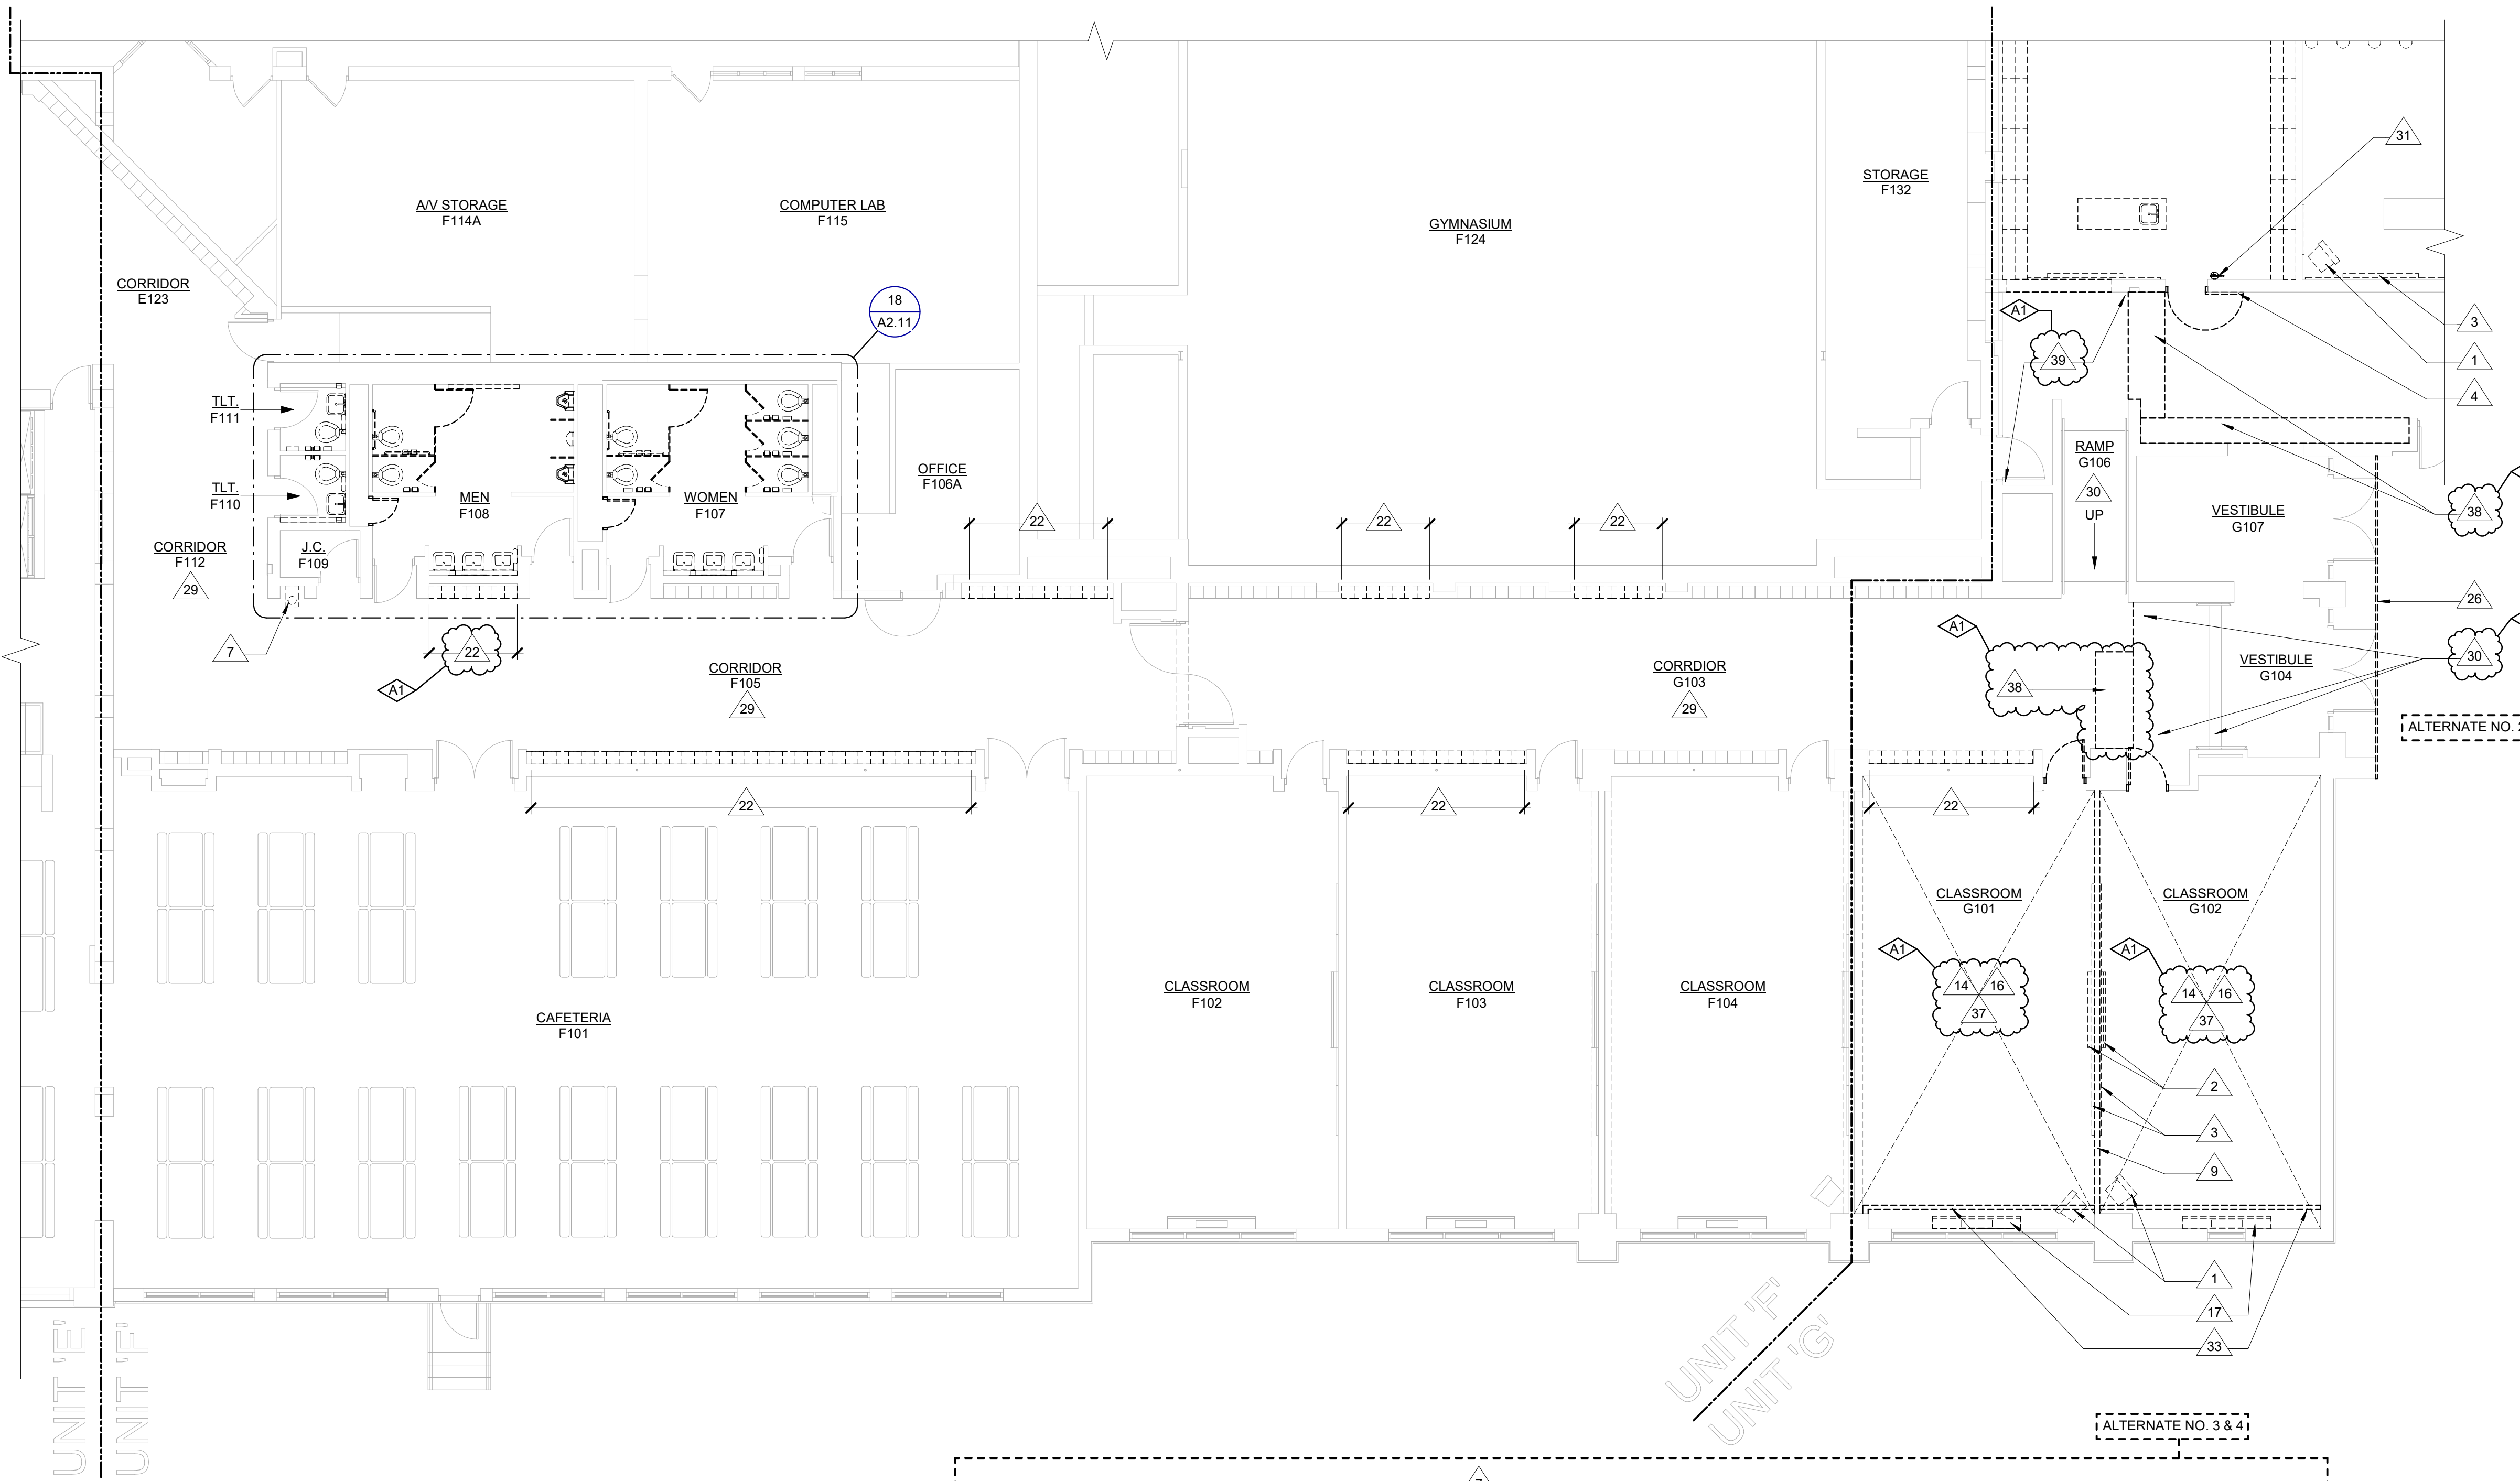 31
STORAGE
F132
A/V STORAGE
F114A
COMPUTER LAB
F115
GYMNASIUM
F124
CORRIDOR
E123
18
A2.11
A1
39
3
1
4
TLT.
F111
TLT.
F110
MEN
F108
WOMEN
F107
OFFICE
F106A
RAMP
G106
30
UP
VESTIBULE
G107
38
22
22
22
CORRIDOR
F112
29
J.C.
F109
7
22
A1
26
A1
38
VESTIBULE
G104
30
CORRIDOR
F105
29
CORRDIOR
G103
29
ALTERNATE NO. 2
22
22
22
CLASSROOM
G101
CLASSROOM
G102
A1
14
16
37
A1
14
16
37
CLASSROOM
F102
CLASSROOM
F103
CLASSROOM
F104
CAFETERIA
F101
2
3
9
1
17
33
UNIT 'E'
UNIT 'F'
UNIT 'F'
UNIT 'G'
ALTERNATE NO. 3 & 4